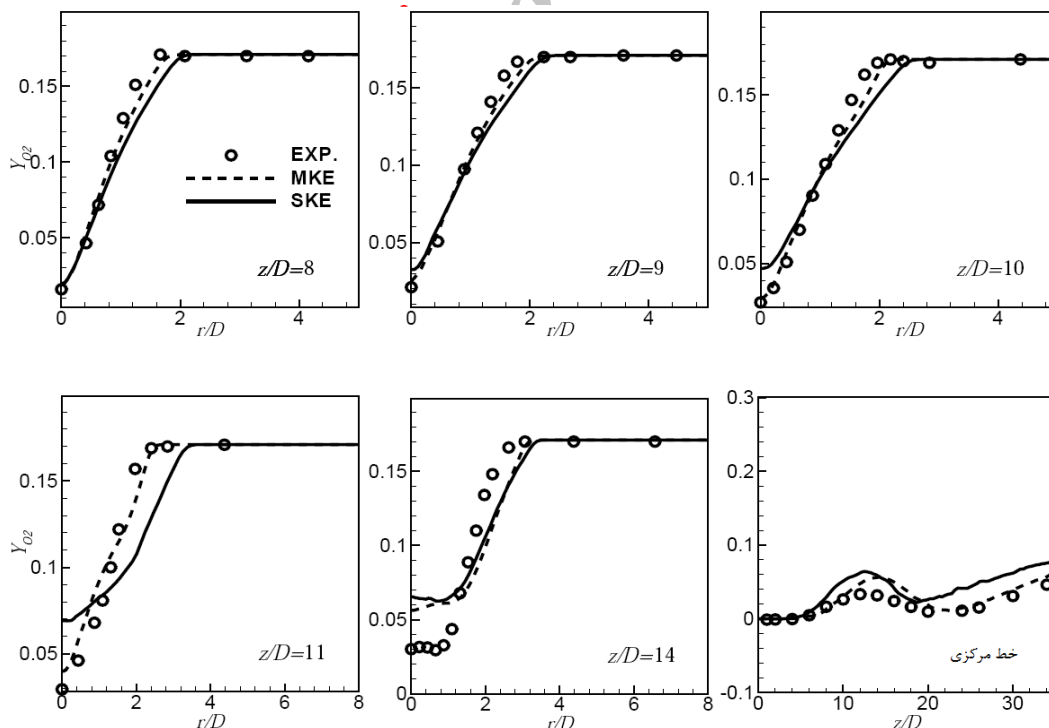 0.15
0.1
0.05
Y_O2
EXP.
MKE
SKE
z/D=8
0 2 4
r/D
0.15
0.1
0.05
z/D=9
0 2 4
r/D
0.15
0.1
0.05
z/D=10
0 2 4
r/D
0.15
0.1
0.05
Y_O2
z/D=11
0 2 4 6 8
r/D
0.15
0.1
0.05
0
z/D=14
0 2 4 6 8
r/D
0.3
0.2
0.1
0
-0.1
خط مرکزی
0 10 20 30
z/D